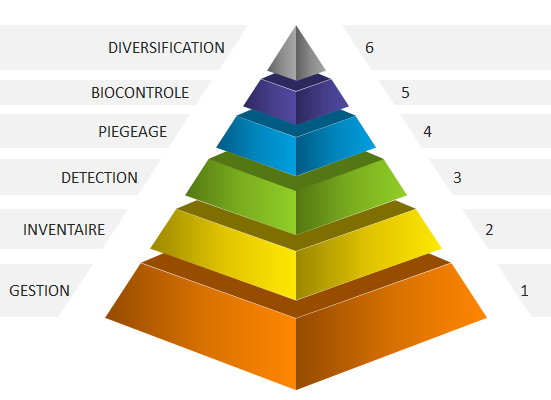 DIVERSIFICATION 6
BIOCONTROLE 5
PIEGEAGE 4
DETECTION 3
INVENTAIRE 2
GESTION 1